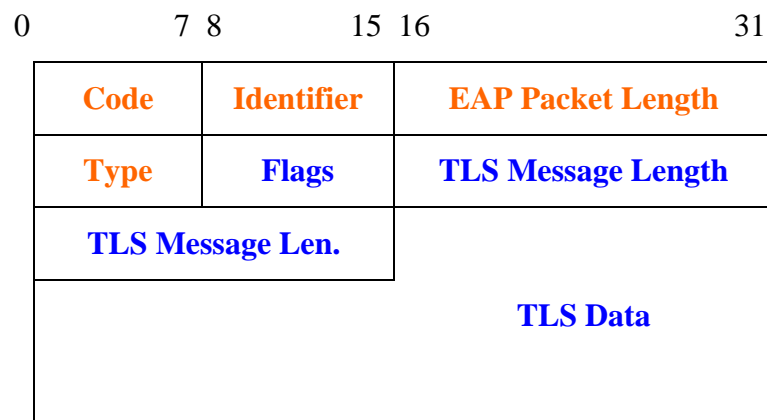 0 7 8 15 16 31
Code Identifier EAP Packet Length
Type Flags TLS Message Length
TLS Message Len.
TLS Data